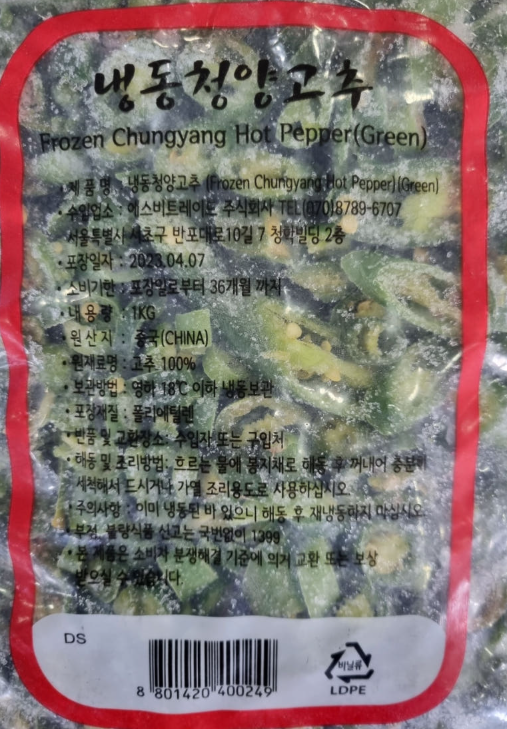 냉동청양고추
Frozen Chungyang Hot Pepper(Green)
• 제 품 명 : 냉동청양고추 (Frozen Chungyang Hot Pepper)(Green)
• 수입업소 : 에스비트레이드 주식회사 TEL(070)8789-6707
서울특별시 서초구 반포대로10길 7 청학빌딩 2층
• 포장일자 : 2023.04.07
• 소비기한 : 포장일로부터 36개월 까지
• 내 용 량 : 1KG
• 원 산 지 : 중국(CHINA)
• 원재료명 : 고추 100%
• 보관방법 : 영하 18℃ 이하 냉동보관
• 포장재질 : 폴리에틸렌
• 반품 및 교환장소: 수입자 또는 구입처
• 해동 및 조리방법: 흐르는 물에 봉지채로 해동 후 꺼내어 충분히
세척해서 드시거나 가열 조리용도로 사용하십시오.
• 주의사항 : 이미 냉동된 바 있으니 해동 후 재냉동하지 마십시오.
• 부정, 불량식품 신고는 국번없이 1399
• 본 제품은 소비자 분쟁해결 기준에 의거 교환 또는 보상
받으실 수 있습니다.
DS
비닐류
LDPE
8 801420 400249